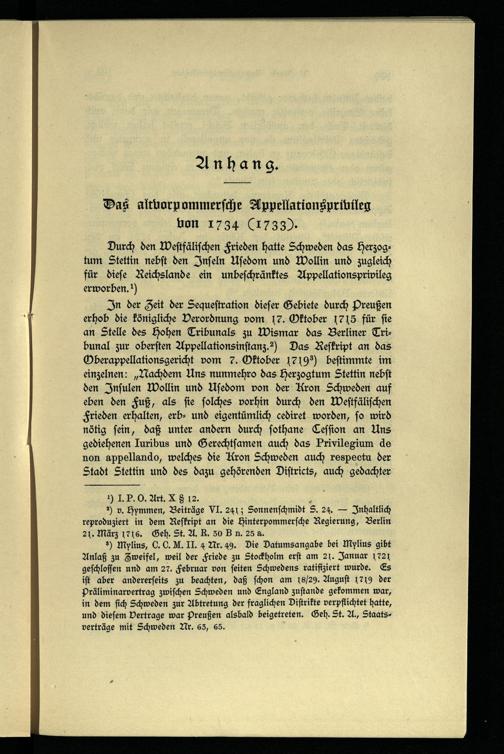 Anhang.
Das altvorpommersche Appellationsprivileg
von 1734 (1733).
Durch den Westfälischen Frieden hatte Schweden das Herzog-
tum Stettin nebst den Inseln Usedom und Wollin und zugleich
für diese Reichslande ein unbeschränktes Appellationsprivileg
erworben.¹)
In der Zeit der Sequestration dieser Gebiete durch Preußen
erhob die königliche Verordnung vom 17. Oktober 1715 für sie
an Stelle des Hohen Tribunals zu Wismar das Berliner Tri-
bunal zur obersten Appellationsinstanz.²) Das Reskript an das
Oberappellationsgericht vom 7. Oktober 1719³) bestimmte im
einzelnen: „Nachdem Uns nunmehro das Herzogtum Stettin nebst
den Insulen Wollin und Usedom von der Kron Schweden auf
eben den Fuß, als sie solches vorhin durch den Westfälischen
Frieden erhalten, erb- und eigentümlich cediret worden, so wird
nötig sein, daß unter andern durch sothane Cession an Uns
gediehenen Iuribus und Gerechtsamen auch das Privilegium de
non appellando, welches die Kron Schweden auch respectu der
Stadt Stettin und des dazu gehörenden Districts, auch gedachter
¹) I. P. O. Art. X § 12.
²) v. Hymmen, Beiträge VI. 241; Sonnenschmidt S. 24. — Inhaltlich
reproduziert in dem Reskript an die Hinterpommersche Regierung, Berlin
21. März 1716. Geh. St. A. R. 30 B n. 25 a.
³) Mylius, C. C. M. II. 4 Nr. 49. Die Datumsangabe bei Mylius gibt
Anlaß zu Zweifel, weil der Friede zu Stockholm erst am 21. Januar 1721
geschlossen und am 27. Februar von seiten Schwedens ratifiziert wurde. Es
ist aber andererseits zu beachten, daß schon am 18/29. August 1719 der
Präliminarvertrag zwischen Schweden und England zustande gekommen war,
in dem sich Schweden zur Abtretung der fraglichen Distrikte verpflichtet hatte,
und diesem Vertrage war Preußen alsbald beigetreten. Geh. St. A., Staats-
verträge mit Schweden Nr. 63, 65.